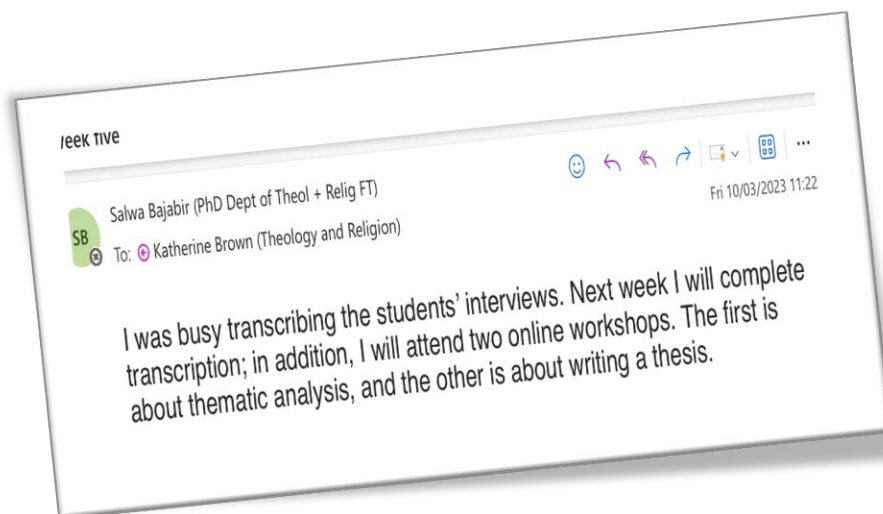 Salwa Bajabir (PhD Dept of Theol + Relig FT)
SB
To: Katherine Brown (Theology and Religion)
Fri 10/03/2023 11:22
I was busy transcribing the students’ interviews. Next week I will complete
transcription; in addition, I will attend two online workshops. The first is
about thematic analysis, and the other is about writing a thesis.